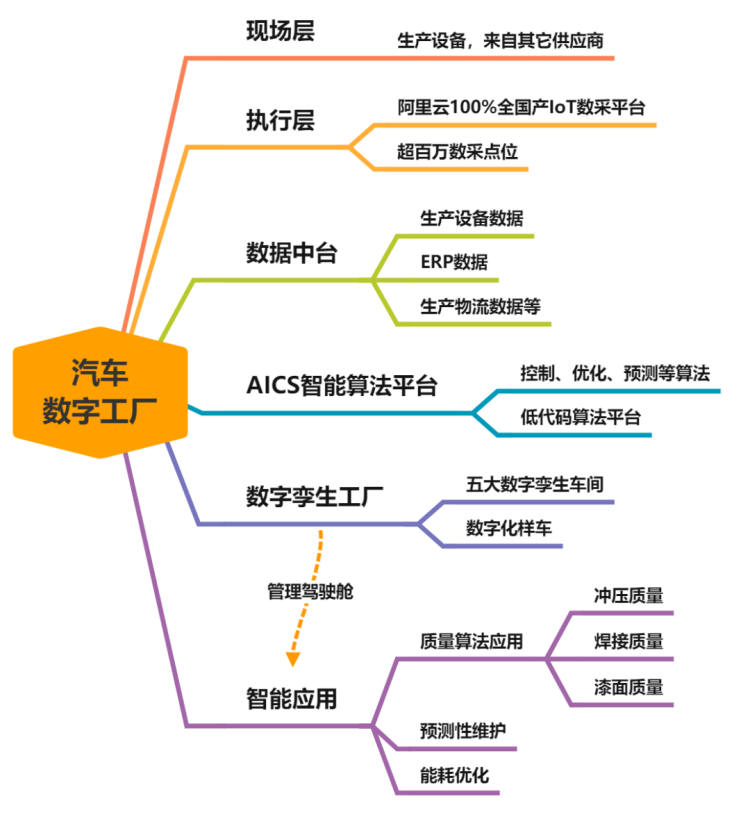 现场层
生产设备，来自其它供应商
执行层
阿里云100%全国产IoT数采平台
超百万数采点位
数据中台
生产设备数据
ERP数据
生产物流数据等
汽车
数字工厂
AICS智能算法平台
控制、优化、预测等算法
低代码算法平台
数字孪生工厂
五大数字孪生车间
数字化样车
管理驾驶舱
智能应用
质量算法应用
冲压质量
焊接质量
漆面质量
预测性维护
能耗优化